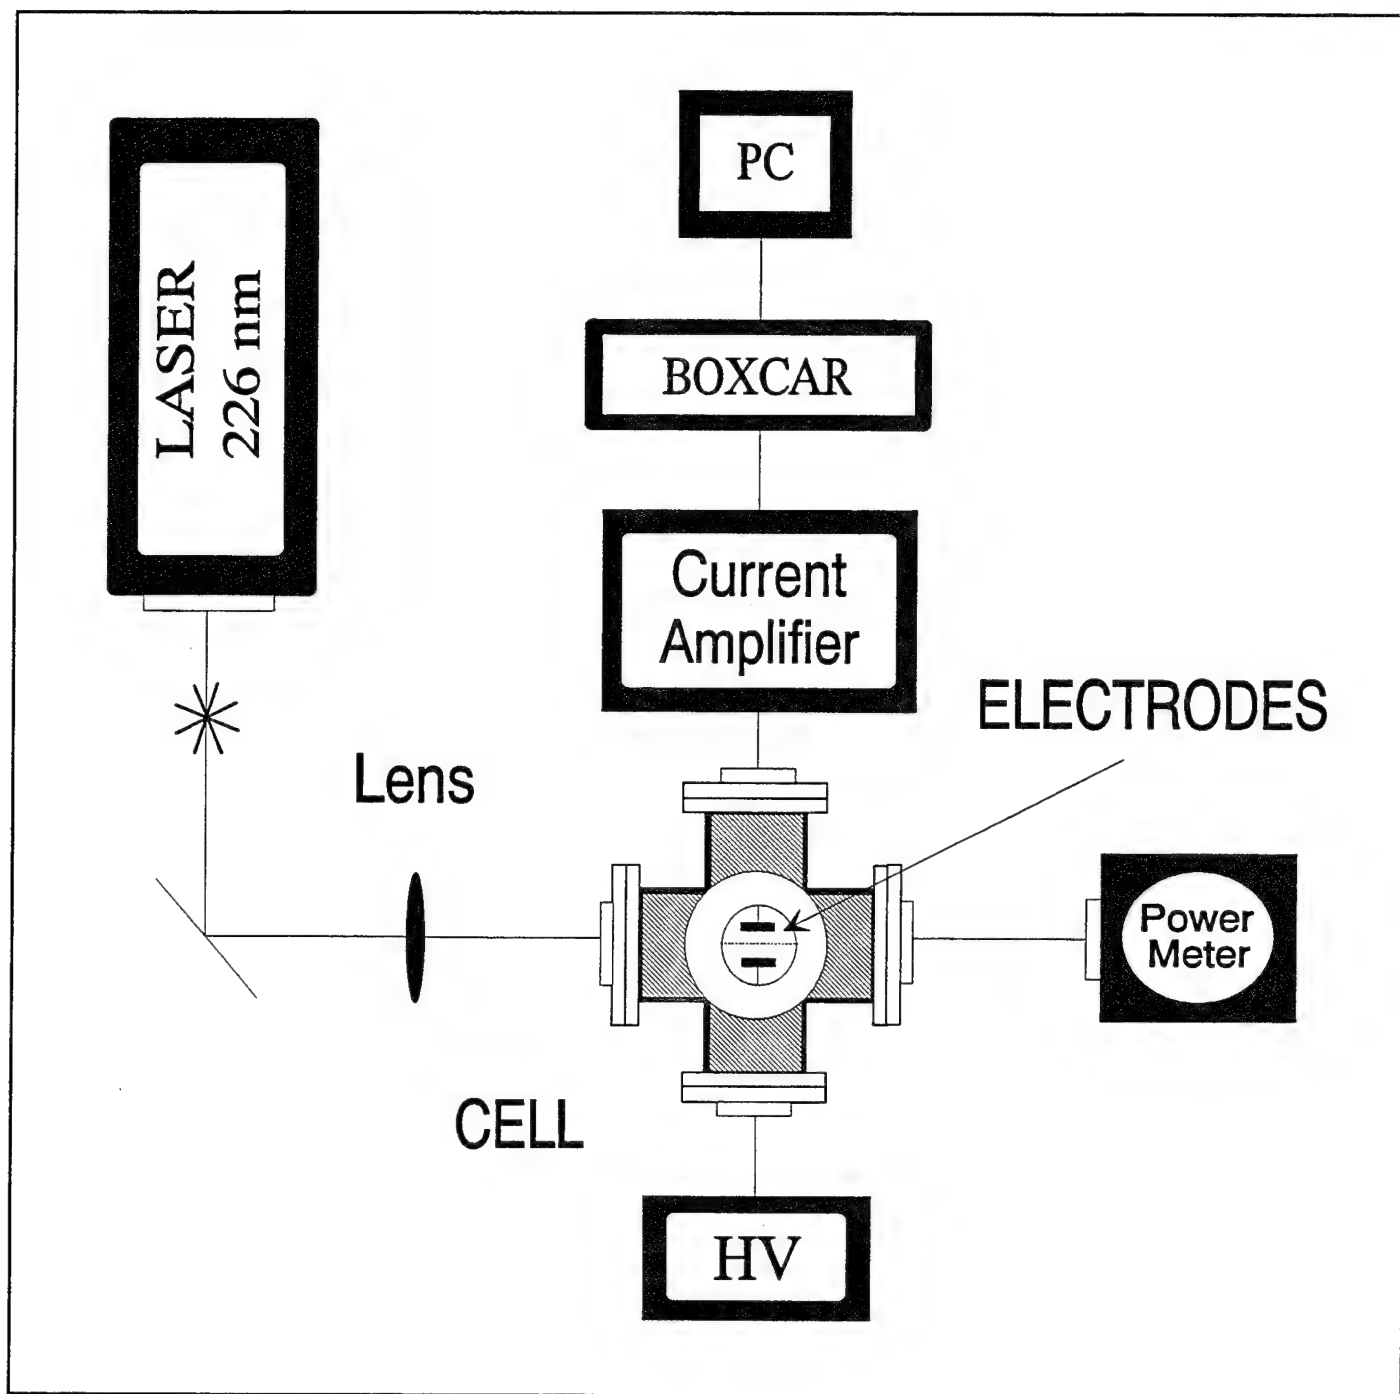 PC
LASER
226 nm
BOXCAR
Current
Amplifier
ELECTRODES
Lens
Power
Meter
CELL
HV